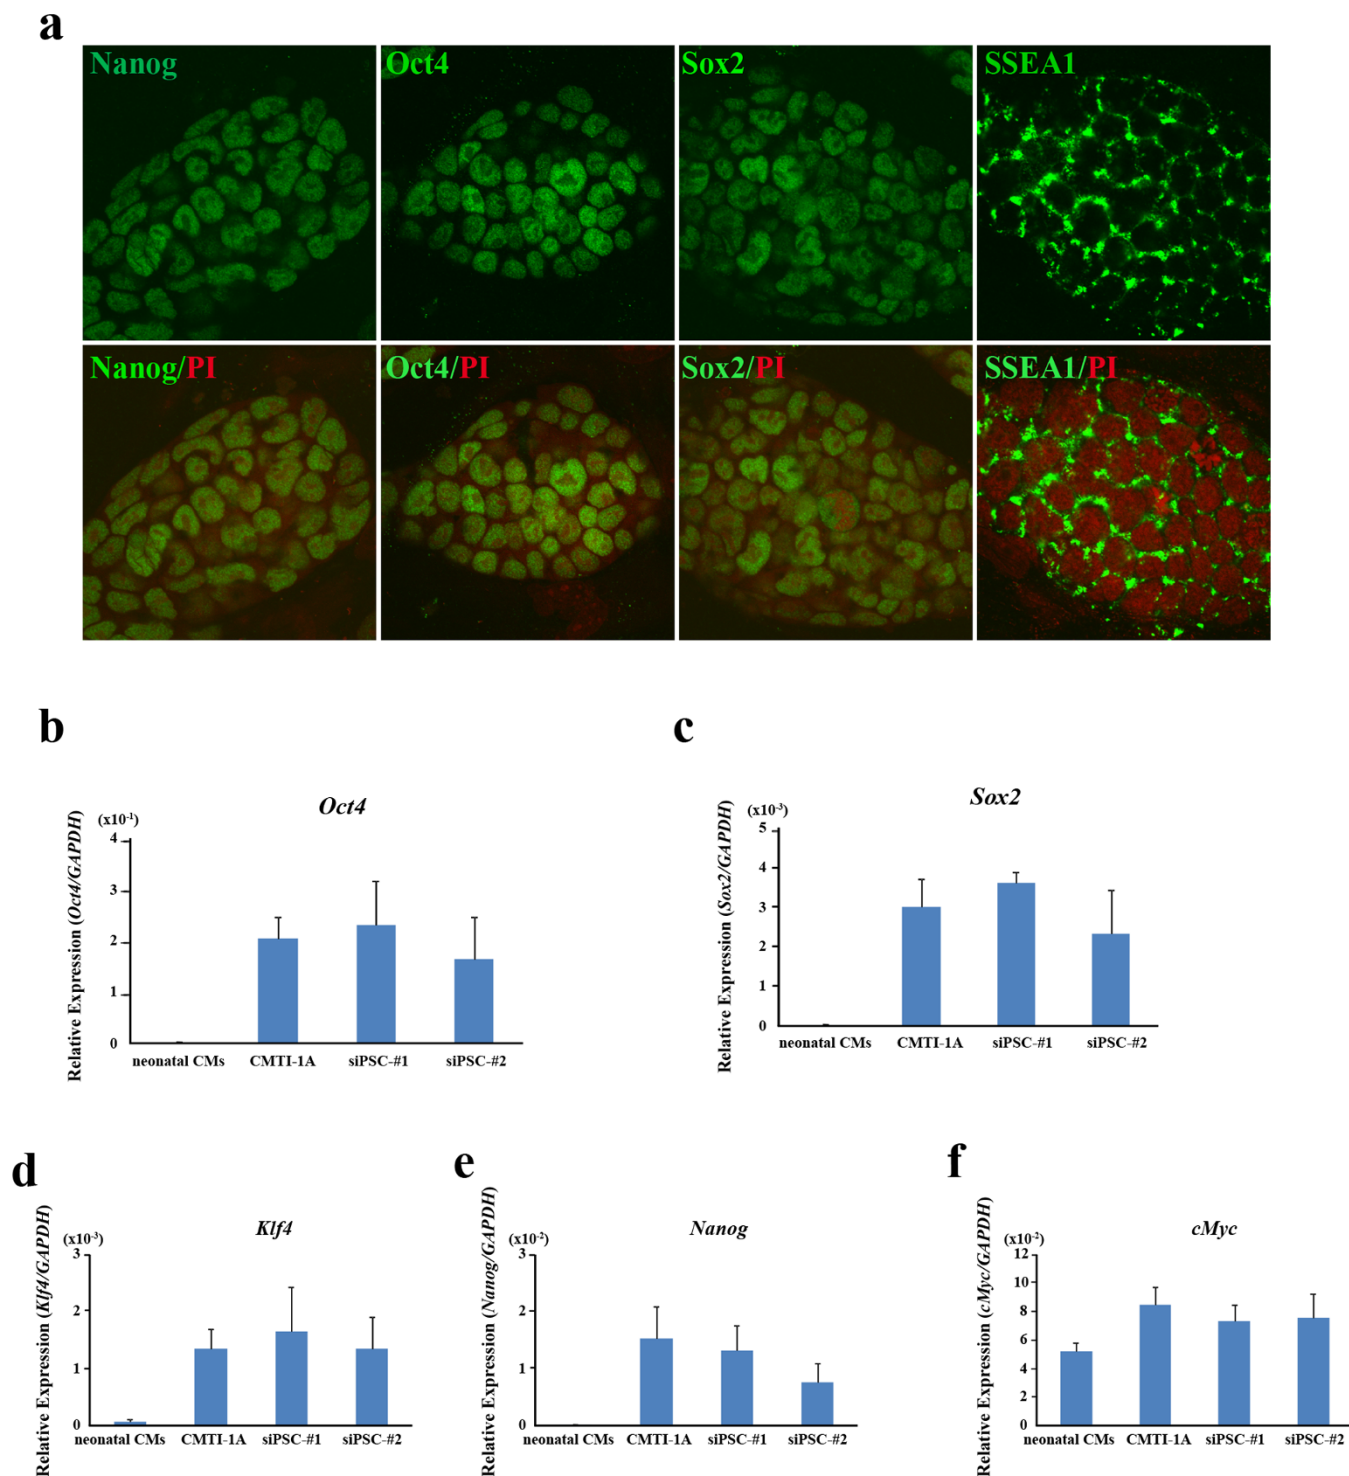 a
Nanog
Oct4
Sox2
SSEA1
Nanog/PI
Oct4/PI
Sox2/PI
SSEA1/PI
b
Oct4
(x10-1)
Relative Expression (Oct4/GAPDH)
4
3
2
1
0
neonatal CMs
CMTI-1A
siPSC-#1
siPSC-#2
c
Sox2
(x10-3)
Relative Expression (Sox2/GAPDH)
5
4
3
2
1
0
neonatal CMs
CMTI-1A
siPSC-#1
siPSC-#2
d
Klf4
(x10-3)
Relative Expression (Klf4/GAPDH)
3
2
1
0
neonatal CMs
CMTI-1A
siPSC-#1
siPSC-#2
e
Nanog
(x10-2)
Relative Expression (Nanog/GAPDH)
3
2
1
0
neonatal CMs
CMTI-1A
siPSC-#1
siPSC-#2
f
cMyc
(x10-2)
Relative Expression (cMyc/GAPDH)
12
10
8
6
4
2
0
neonatal CMs
CMTI-1A
siPSC-#1
siPSC-#2